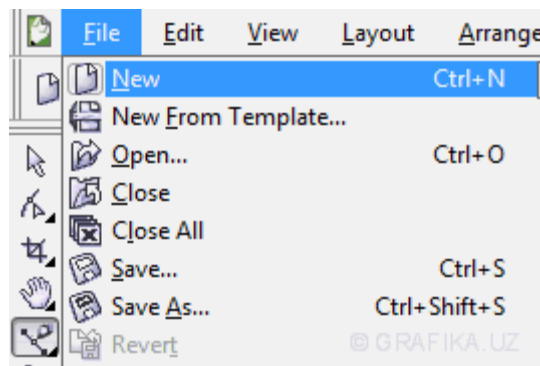 File Edit View Layout Arrange
New Ctrl+N
New From Template...
Open... Ctrl+O
Close
Close All
Save... Ctrl+S
Save As... Ctrl+Shift+S
Revert © GRAFIKA.UZ